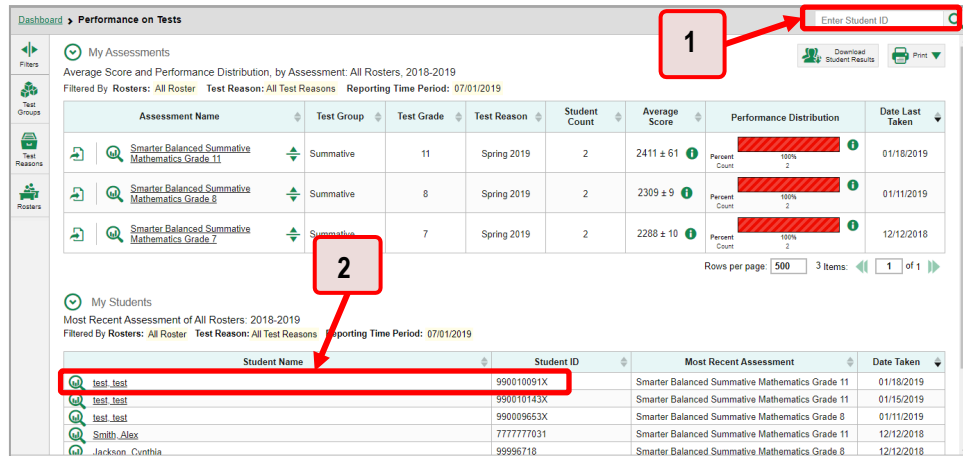 Dashboard > Performance on Tests
Enter Student ID
1
Filters
Test Groups
Test Reasons
Rosters
My Assessments
Download Student Results
Print
Average Score and Performance Distribution, by Assessment: All Rosters, 2018-2019
Filtered By Rosters: All Roster Test Reason: All Test Reasons Reporting Time Period: 07/01/2019
Assessment Name Test Group Test Grade Test Reason Student Count Average Score Performance Distribution Date Last Taken
Smarter Balanced Summative Mathematics Grade 11 Summative 11 Spring 2019 2 2411 ± 61 Percent 100% Count 2 01/18/2019
Smarter Balanced Summative Mathematics Grade 8 Summative 8 Spring 2019 2 2309 ± 9 Percent 100% Count 2 01/11/2019
Smarter Balanced Summative Mathematics Grade 7 Summative 7 Spring 2019 2 2288 ± 10 Percent 100% Count 2 12/12/2018
Rows per page: 500 3 Items: 1 of 1
2
My Students
Most Recent Assessment of All Rosters: 2018-2019
Filtered By Rosters: All Roster Test Reason: All Test Reasons Reporting Time Period: 07/01/2019
Student Name Student ID Most Recent Assessment Date Taken
test, test 990010091X Smarter Balanced Summative Mathematics Grade 11 01/18/2019
test, test 990010143X Smarter Balanced Summative Mathematics Grade 11 01/15/2019
test, test 990009653X Smarter Balanced Summative Mathematics Grade 8 01/11/2019
Smith, Alex 7777777031 Smarter Balanced Summative Mathematics Grade 11 12/12/2018
Jackson, Cynthia 99996718 Smarter Balanced Summative Mathematics Grade 8 12/12/2018